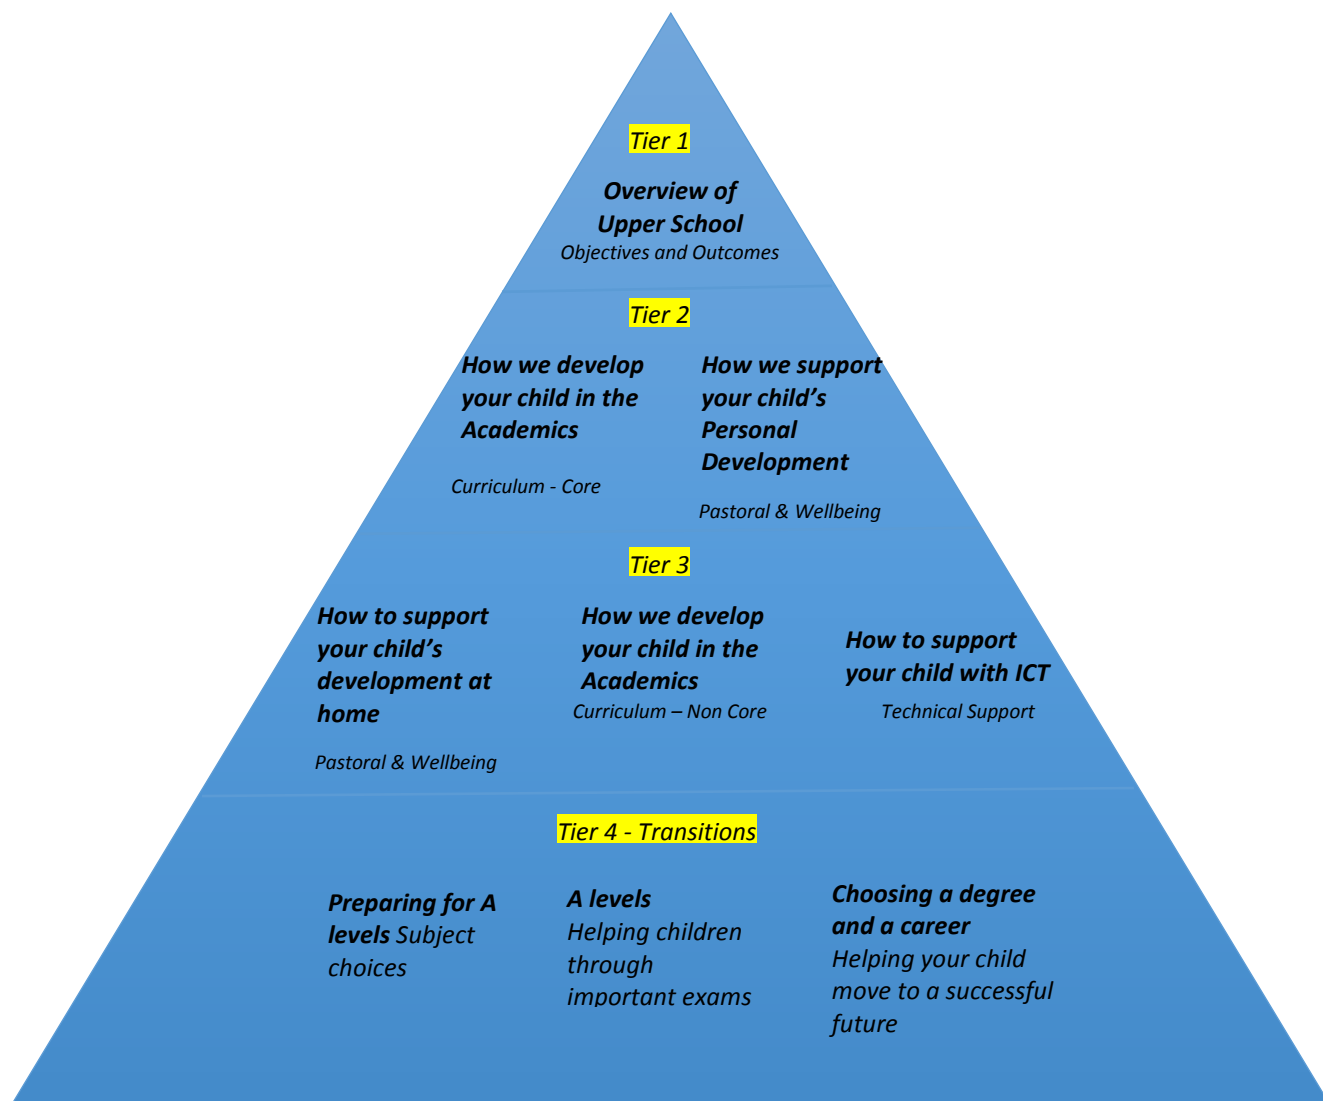 Tier 1
Overview of
Upper School
Objectives and Outcomes
Tier 2
How we develop
your child in the
Academics
Curriculum - Core
How we support
your child’s
Personal
Development
Pastoral & Wellbeing
Tier 3
How to support
your child’s
development at
home
Pastoral & Wellbeing
How we develop
your child in the
Academics
Curriculum – Non Core
How to support
your child with ICT
Technical Support
Tier 4 - Transitions
Preparing for A
levels Subject
choices
A levels
Helping children
through
important exams
Choosing a degree
and a career
Helping your child
move to a successful
future